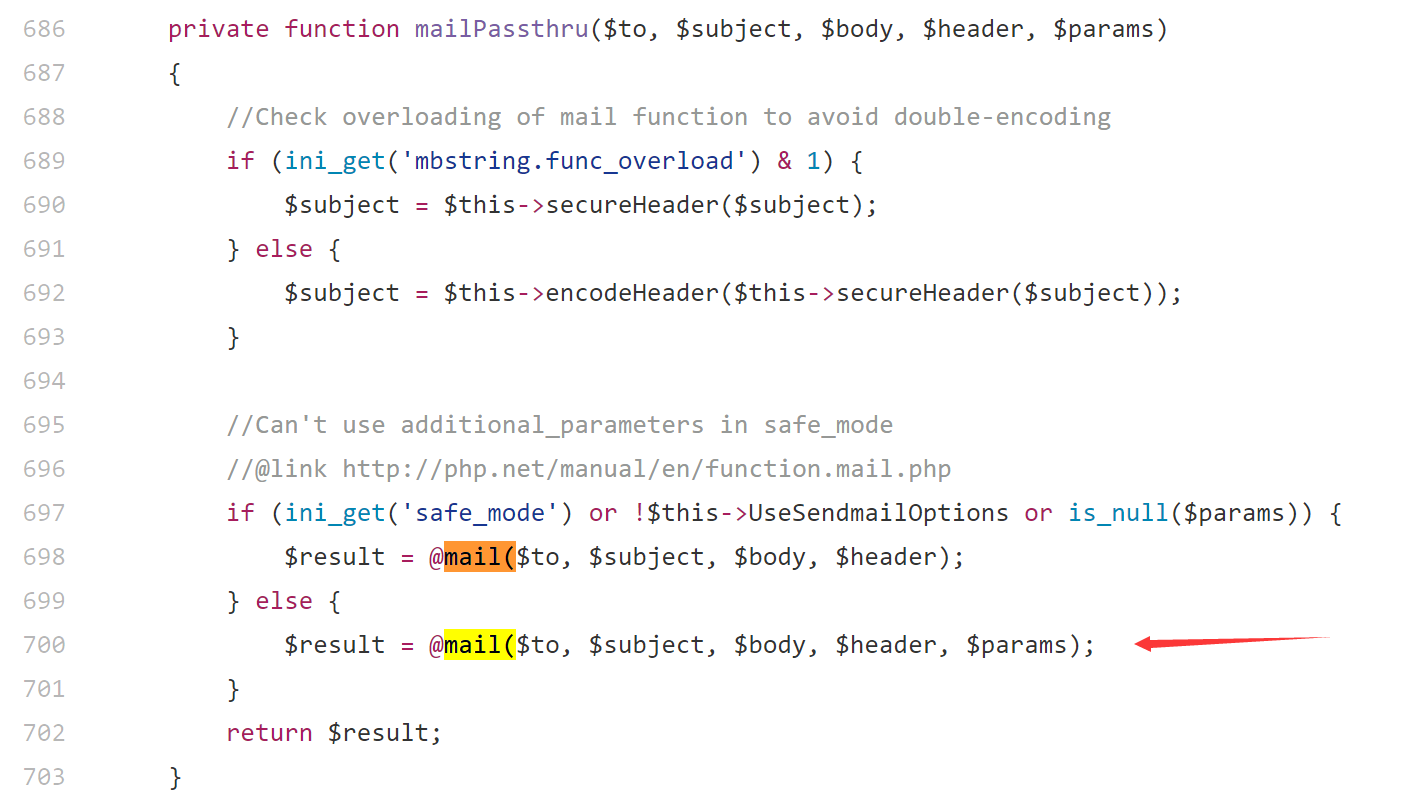 686 private function mailPassthru($to, $subject, $body, $header, $params)
687 {
688 //Check overloading of mail function to avoid double-encoding
689 if (ini_get('mbstring.func_overload') & 1) {
690 $subject = $this->secureHeader($subject);
691 } else {
692 $subject = $this->encodeHeader($this->secureHeader($subject));
693 }
694
695 //Can't use additional_parameters in safe_mode
696 //@link http://php.net/manual/en/function.mail.php
697 if (ini_get('safe_mode') or !$this->UseSendmailOptions or is_null($params)) {
698 $result = @mail($to, $subject, $body, $header);
699 } else {
700 $result = @mail($to, $subject, $body, $header, $params);
701 }
702 return $result;
703 }